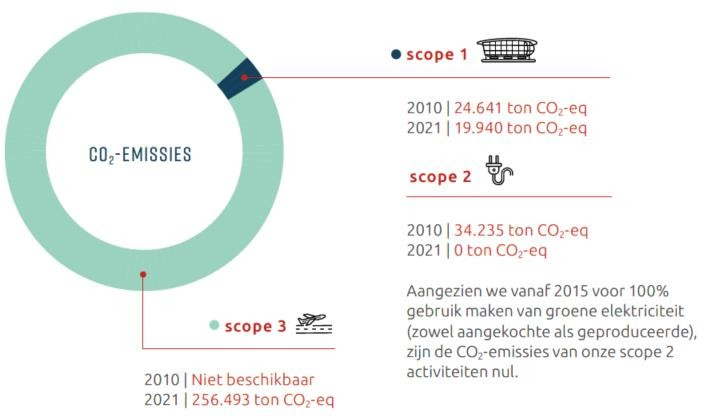 scope 1
2010 | 24.641 ton CO₂-eq
2021 | 19.940 ton CO₂-eq
CO₂-EMISSIES
scope 2
2010 | 34.235 ton CO₂-eq
2021 | 0 ton CO₂-eq
Aangezien we vanaf 2015 voor 100%
gebruik maken van groene elektriciteit
(zowel aangekochte als geproduceerde),
zijn de CO₂-emissies van onze scope 2
activiteiten nul.
scope 3
2010 | Niet beschikbaar
2021 | 256.493 ton CO₂-eq